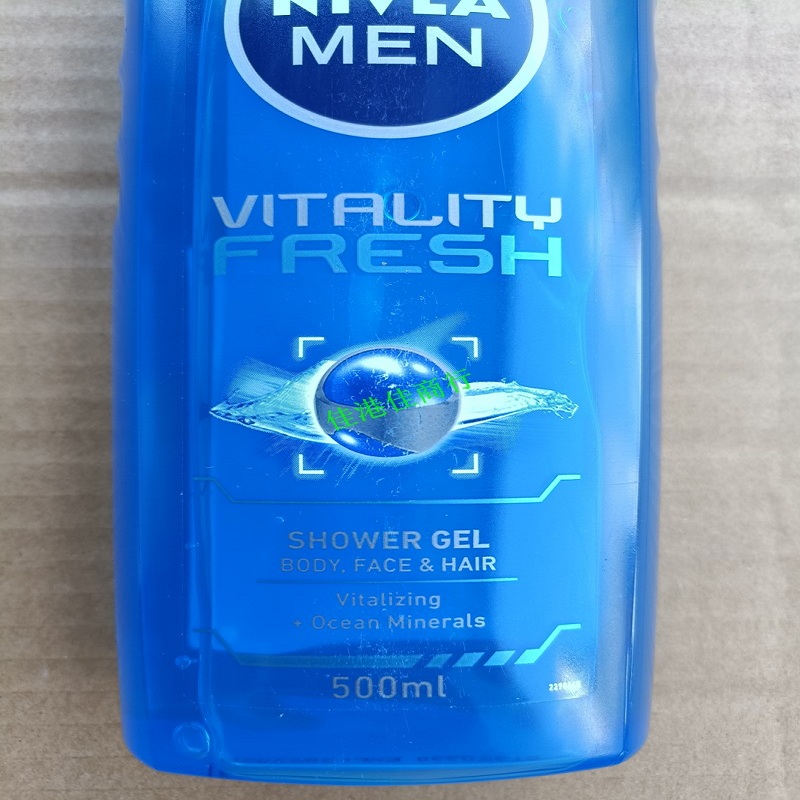 NIVEA
MEN
VITALITY
FRESH
佳港佳商行
SHOWER GEL
BODY, FACE & HAIR
Vitalizing
+ Ocean Minerals
500ml